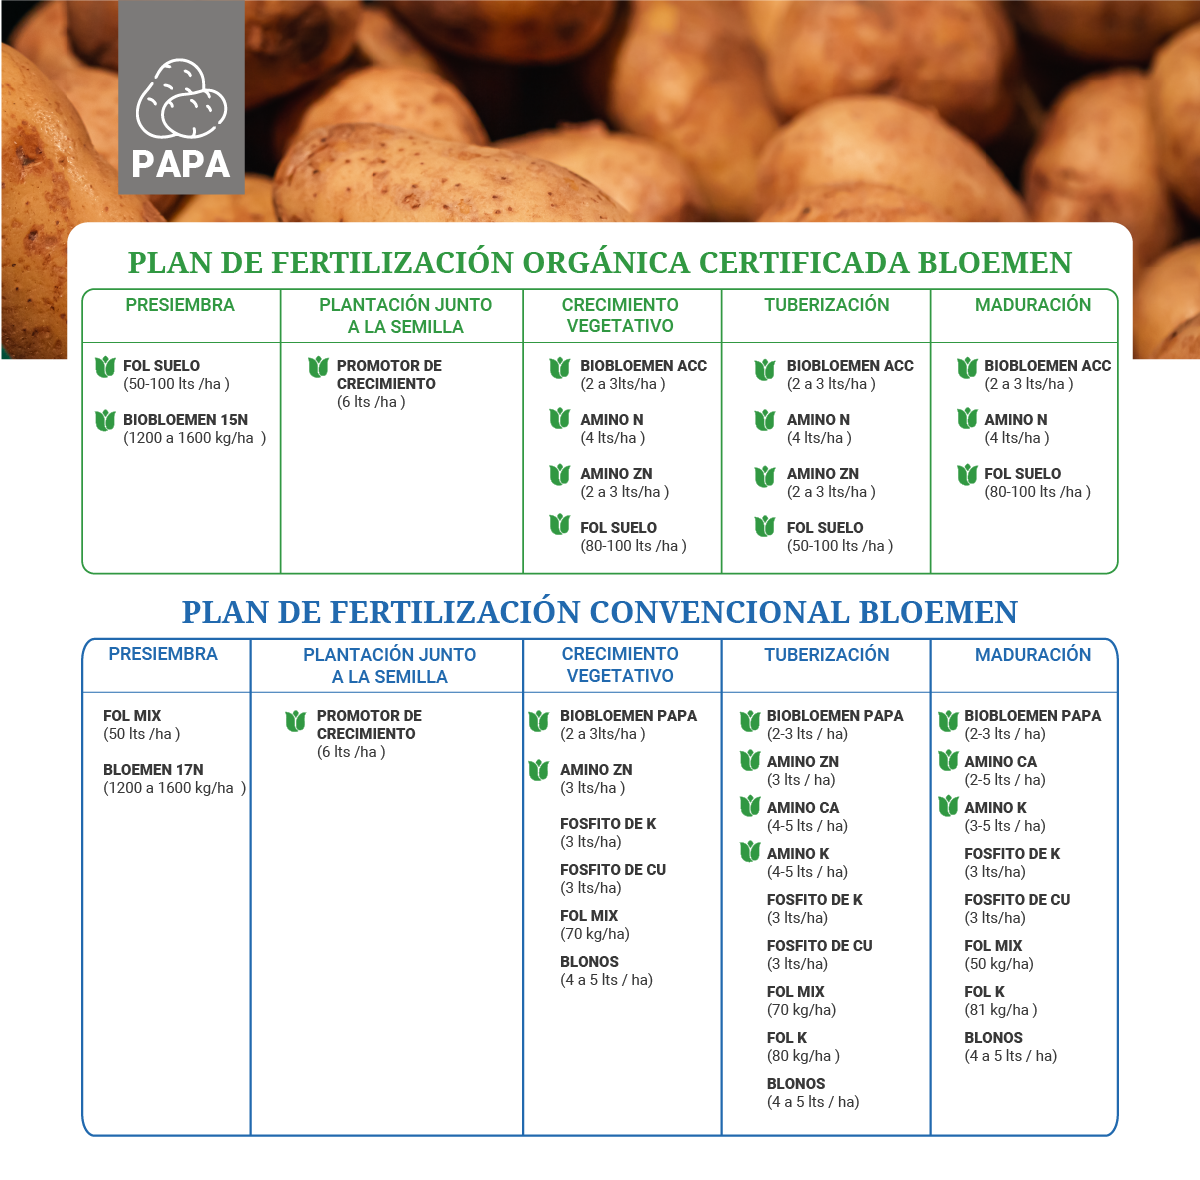 PAPA
PLAN DE FERTILIZACIÓN ORGÁNICA CERTIFICADA BLOEMEN
PRESIEMBRA
FOL SUELO
(50-100 lts /ha )
BIOBLOEMEN 15N
(1200 a 1600 kg/ha  )
PLANTACIÓN JUNTO
A LA SEMILLA
PROMOTOR DE
CRECIMIENTO
(6 lts /ha )
CRECIMIENTO
VEGETATIVO
BIOBLOEMEN ACC
(2 a 3lts/ha )
AMINO N
(4 lts/ha )
AMINO ZN
(2 a 3 lts/ha )
FOL SUELO
(80-100 lts /ha )
TUBERIZACIÓN
BIOBLOEMEN ACC
(2 a 3 lts/ha )
AMINO N
(4 lts/ha )
AMINO ZN
(2 a 3 lts/ha )
FOL SUELO
(50-100 lts /ha )
MADURACIÓN
BIOBLOEMEN ACC
(2 a 3 lts/ha )
AMINO N
(4 lts/ha )
FOL SUELO
(80-100 lts /ha )
PLAN DE FERTILIZACIÓN CONVENCIONAL BLOEMEN
PRESIEMBRA
FOL MIX
(50 lts /ha )
BLOEMEN 17N
(1200 a 1600 kg/ha  )
PLANTACIÓN JUNTO
A LA SEMILLA
PROMOTOR DE
CRECIMIENTO
(6 lts /ha )
CRECIMIENTO
VEGETATIVO
BIOBLOEMEN PAPA
(2 a 3lts/ha )
AMINO ZN
(3 lts/ha )
FOSFITO DE K
(3 lts/ha)
FOSFITO DE CU
(3 lts/ha)
FOL MIX
(70 kg/ha)
BLONOS
(4 a 5 lts / ha)
TUBERIZACIÓN
BIOBLOEMEN PAPA
(2-3 lts / ha)
AMINO ZN
(3 lts / ha)
AMINO CA
(4-5 lts / ha)
AMINO K
(4-5 lts / ha)
FOSFITO DE K
(3 lts/ha)
FOSFITO DE CU
(3 lts/ha)
FOL MIX
(70 kg/ha)
FOL K
(80 kg/ha )
BLONOS
(4 a 5 lts / ha)
MADURACIÓN
BIOBLOEMEN PAPA
(2-3 lts / ha)
AMINO CA
(2-5 lts / ha)
AMINO K
(3-5 lts / ha)
FOSFITO DE K
(3 lts/ha)
FOSFITO DE CU
(3 lts/ha)
FOL MIX
(50 kg/ha)
FOL K
(81 kg/ha )
BLONOS
(4 a 5 lts / ha)